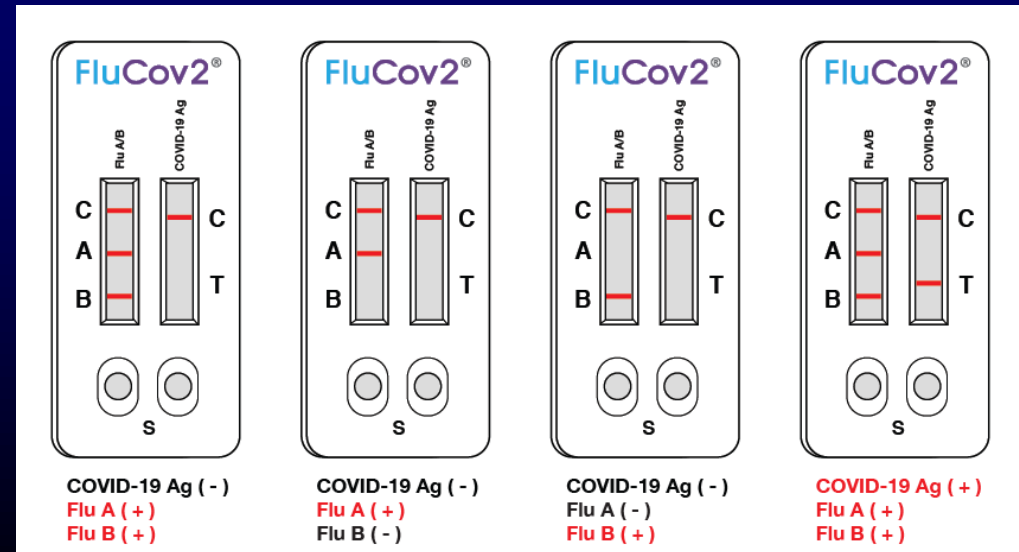 FluCov2®
Flu A/B
COVID-19 Ag
C
A
B
C
T
S
COVID-19 Ag ( - )
Flu A ( + )
Flu B ( + )
FluCov2®
Flu A/B
COVID-19 Ag
C
A
B
C
T
S
COVID-19 Ag ( - )
Flu A ( + )
Flu B ( - )
FluCov2®
Flu A/B
COVID-19 Ag
C
A
B
C
T
S
COVID-19 Ag ( - )
Flu A ( - )
Flu B ( + )
FluCov2®
Flu A/B
COVID-19 Ag
C
A
B
C
T
S
COVID-19 Ag ( + )
Flu A ( + )
Flu B ( + )